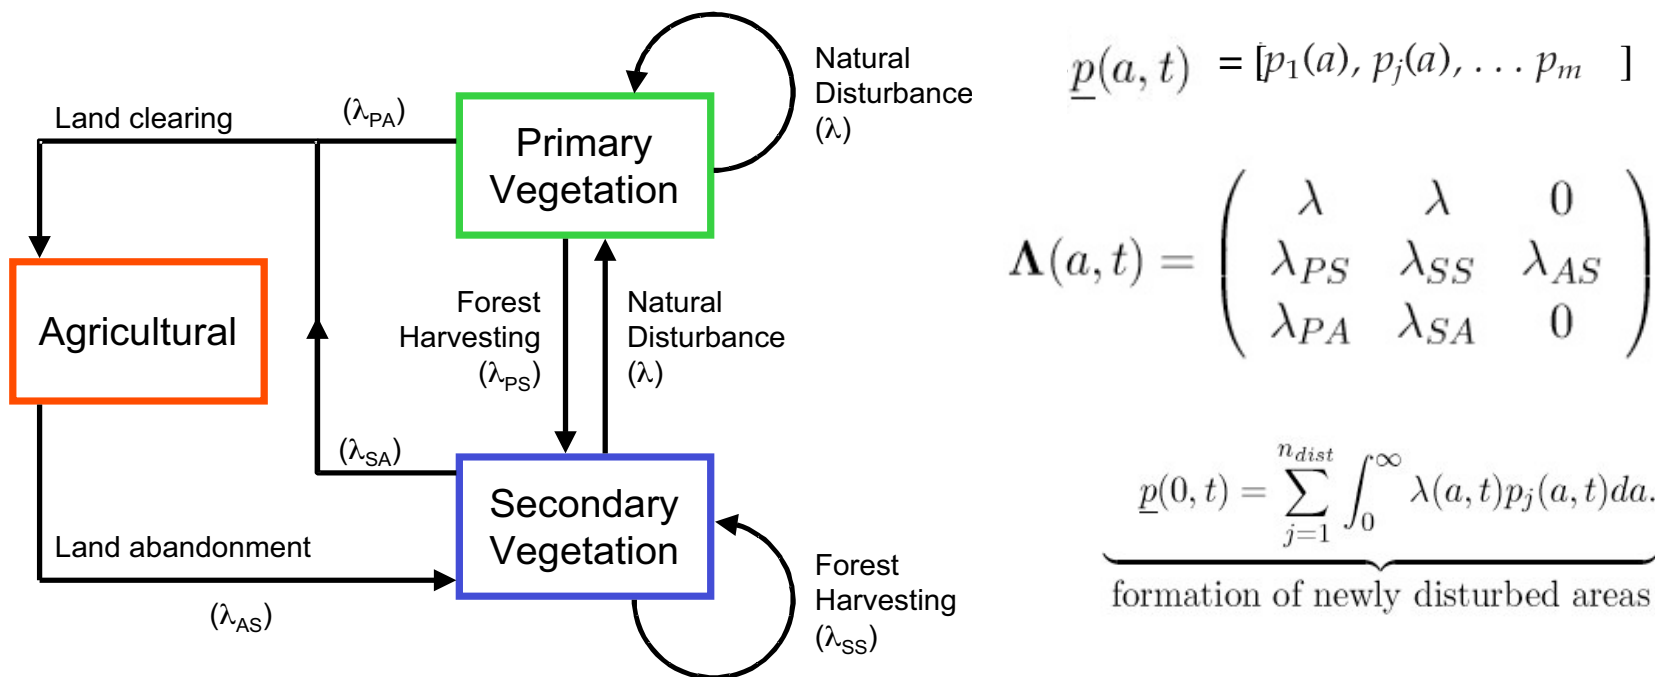 Natural
Disturbance
(λ)
Land clearing
(λPA)
Primary
Vegetation
Agricultural
Forest
Harvesting
(λPS)
Natural
Disturbance
(λ)
(λSA)
Secondary
Vegetation
Land abandonment
(λAS)
Forest
Harvesting
(λSS)
p(a, t) = [p1(a), pj(a), . . . pm ]
Λ(a, t) =
λ λ 0
λPS λSS λAS
λPA λSA 0
p(0, t) = ∑ndist j=1 ∫∞0 λ(a, t)pj(a, t)da.
formation of newly disturbed areas